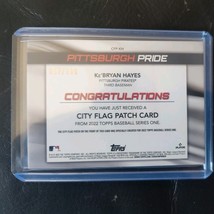 PITTSBURGH PRIDE
KE'BRYAN HAYES
PITTSBURGH PIRATES®
THIRD BASEMAN
CONGRATULATIONS
YOU HAVE JUST RECEIVED A
CITY FLAG PATCH CARD
FROM 2022 TOPPS BASEBALL SERIES ONE.
topps